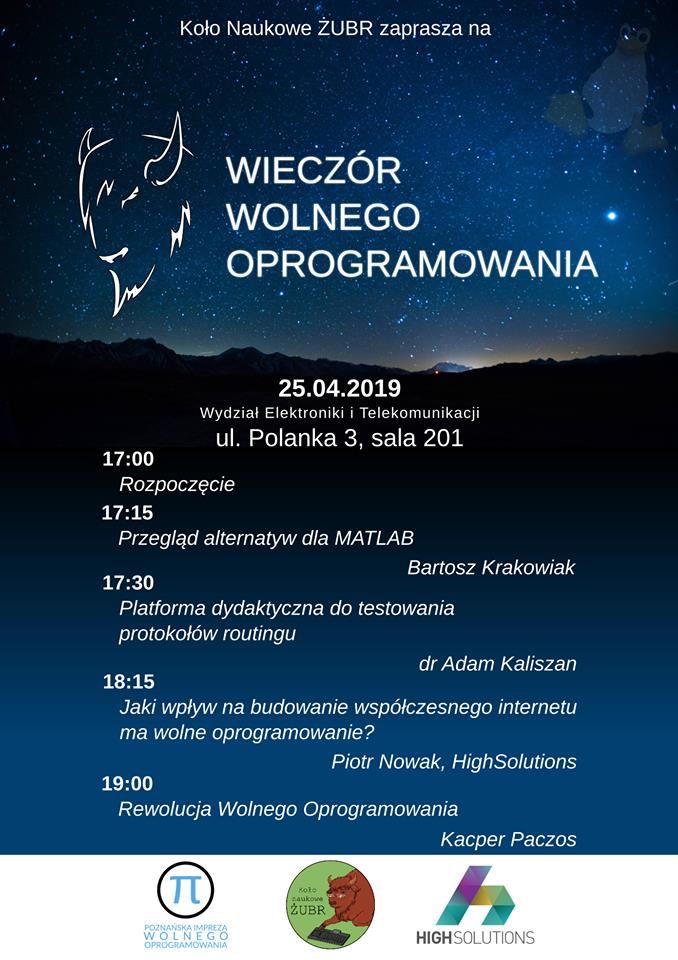 Koło Naukowe ŻUBR zaprasza na
WIECZÓR
WOLNEGO
OPROGRAMOWANIA
25.04.2019
Wydział Elektroniki i Telekomunikacji
ul. Polanka 3, sala 201
17:00
Rozpoczęcie
17:15
Przegląd alternatyw dla MATLAB
Bartosz Krakowiak
17:30
Platforma dydaktyczna do testowania
protokołów routingu
dr Adam Kaliszan
18:15
Jaki wpływ na budowanie współczesnego internetu
ma wolne oprogramowanie?
Piotr Nowak, HighSolutions
19:00
Rewolucja Wolnego Oprogramowania
Kacper Paczos
π
POZNAŃSKA IMPREZA
WOLNEGO
OPROGRAMOWANIA
Koło
naukowe
ŻUBR
HIGHSOLUTIONS